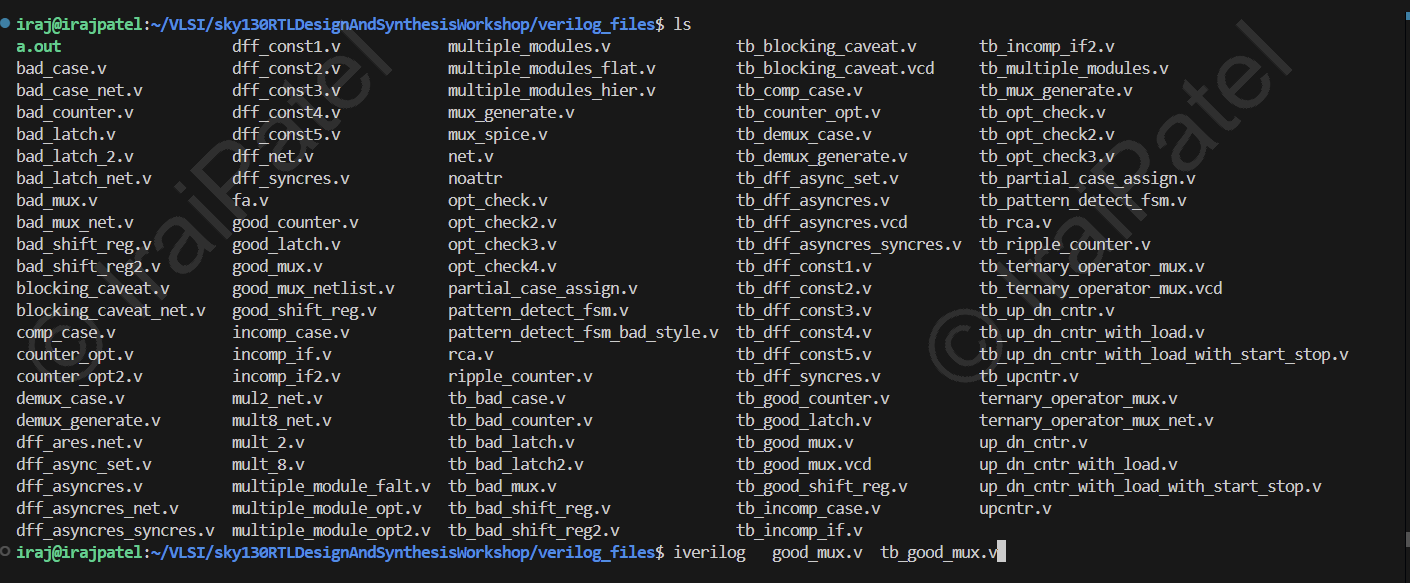 iraj@irajpatel:~/VLSI/sky130RTLDesignAndSynthesisWorkshop/verilog_files$ ls
a.out dff_const1.v multiple_modules.v tb_blocking_caveat.v tb_incomp_if2.v
bad_case.v dff_const2.v multiple_modules_flat.v tb_blocking_caveat.vcd tb_multiple_modules.v
bad_case_net.v dff_const3.v multiple_modules_hier.v tb_comp_case.v tb_mux_generate.v
bad_counter.v dff_const4.v mux_generate.v tb_counter_opt.v tb_opt_check.v
bad_latch.v dff_const5.v mux_spice.v tb_demux_case.v tb_opt_check2.v
bad_latch_2.v dff_net.v net.v tb_demux_generate.v tb_opt_check3.v
bad_latch_net.v dff_syncres.v noattr tb_dff_async_set.v tb_partial_case_assign.v
bad_mux.v fa.v opt_check.v tb_dff_asyncres.v tb_pattern_detect_fsm.v
bad_mux_net.v good_counter.v opt_check2.v tb_dff_asyncres.vcd tb_rca.v
bad_shift_reg.v good_latch.v opt_check3.v tb_dff_asyncres_syncres.v tb_ripple_counter.v
bad_shift_reg2.v good_mux.v opt_check4.v tb_dff_const1.v tb_ternary_operator_mux.v
blocking_caveat.v good_mux_netlist.v partial_case_assign.v tb_dff_const2.v tb_ternary_operator_mux.vcd
blocking_caveat_net.v good_shift_reg.v pattern_detect_fsm.v tb_dff_const3.v tb_up_dn_cntr.v
comp_case.v incomp_case.v pattern_detect_fsm_bad_style.v tb_dff_const4.v tb_up_dn_cntr_with_load.v
counter_opt.v incomp_if.v rca.v tb_dff_const5.v tb_up_dn_cntr_with_load_with_start_stop.v
counter_opt2.v incomp_if2.v ripple_counter.v tb_dff_syncres.v tb_upcntr.v
demux_case.v mul2_net.v tb_bad_case.v tb_good_counter.v ternary_operator_mux.v
demux_generate.v mult8_net.v tb_bad_counter.v tb_good_latch.v ternary_operator_mux_net.v
dff_ares.net.v mult_2.v tb_bad_latch.v tb_good_mux.v up_dn_cntr.v
dff_async_set.v mult_8.v tb_bad_latch2.v tb_good_mux.vcd up_dn_cntr_with_load.v
dff_asyncres.v multiple_module_falt.v tb_bad_mux.v tb_good_shift_reg.v up_dn_cntr_with_load_with_start_stop.v
dff_asyncres_net.v multiple_module_opt.v tb_bad_shift_reg.v tb_incomp_case.v upcntr.v
dff_asyncres_syncres.v multiple_module_opt2.v tb_bad_shift_reg2.v tb_incomp_if.v
iraj@irajpatel:~/VLSI/sky130RTLDesignAndSynthesisWorkshop/verilog_files$ iverilog good_mux.v tb_good_mux.v
© IrajPatel
© IrajPatel